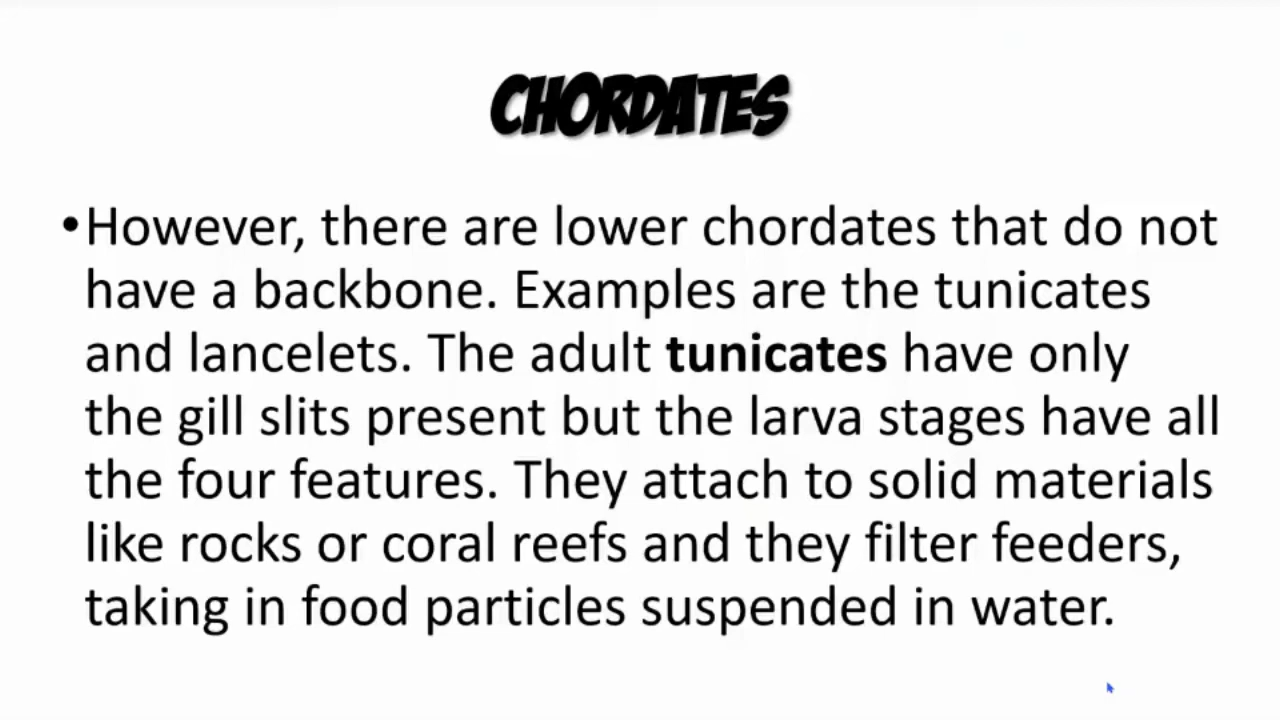 CHORDATES
•However, there are lower chordates that do not
have a backbone. Examples are the tunicates
and lancelets. The adult tunicates have only
the gill slits present but the larva stages have all
the four features. They attach to solid materials
like rocks or coral reefs and they filter feeders,
taking in food particles suspended in water.